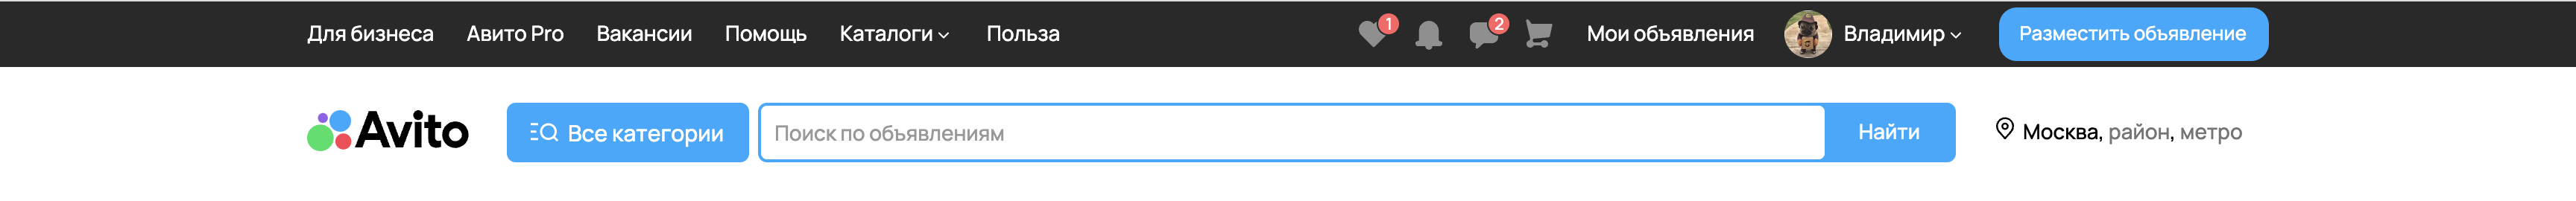 Для бизнеса Авито Pro Вакансии Помощь Каталоги Польза 1 2 Мои объявления Владимир Разместить объявление
Avito Все категории Поиск по объявлениям Найти Москва, район, метро